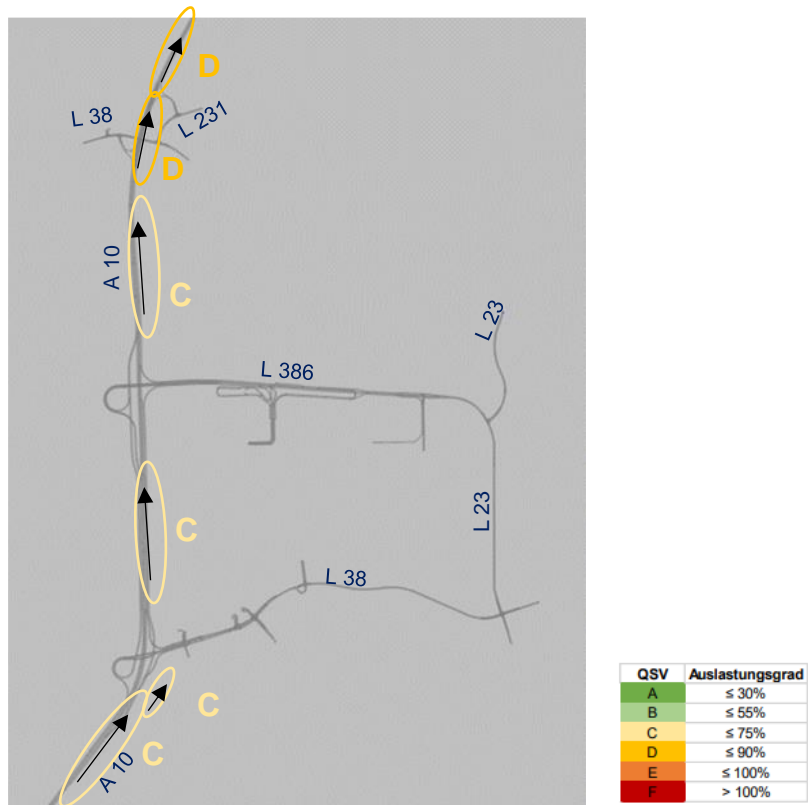 D
L 38
L 231
D
A 10
C
L 23
L 386
L 23
C
L 38
C
C
A 10
QSV Auslastungsgrad
A ≤ 30%
B ≤ 55%
C ≤ 75%
D ≤ 90%
E ≤ 100%
F > 100%